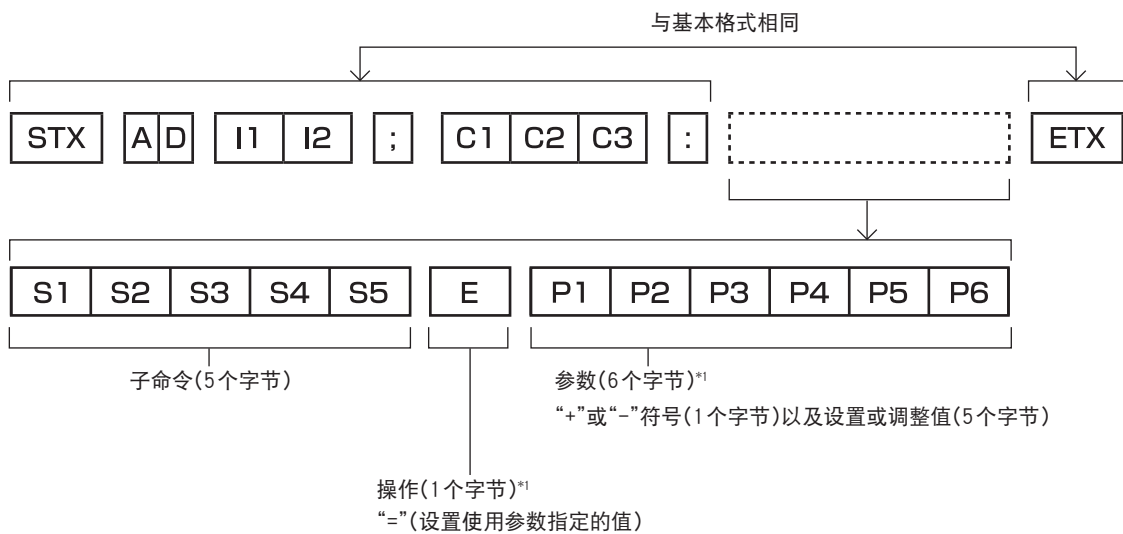 与基本格式相同
STX A D I1 I2 ; C1 C2 C3 : ETX
S1 S2 S3 S4 S5 E P1 P2 P3 P4 P5 P6
子命令(5个字节)
参数(6个字节)*1
“+”或“-”符号(1个字节)以及设置或调整值(5个字节)
操作(1个字节)*1
“=”(设置使用参数指定的值)